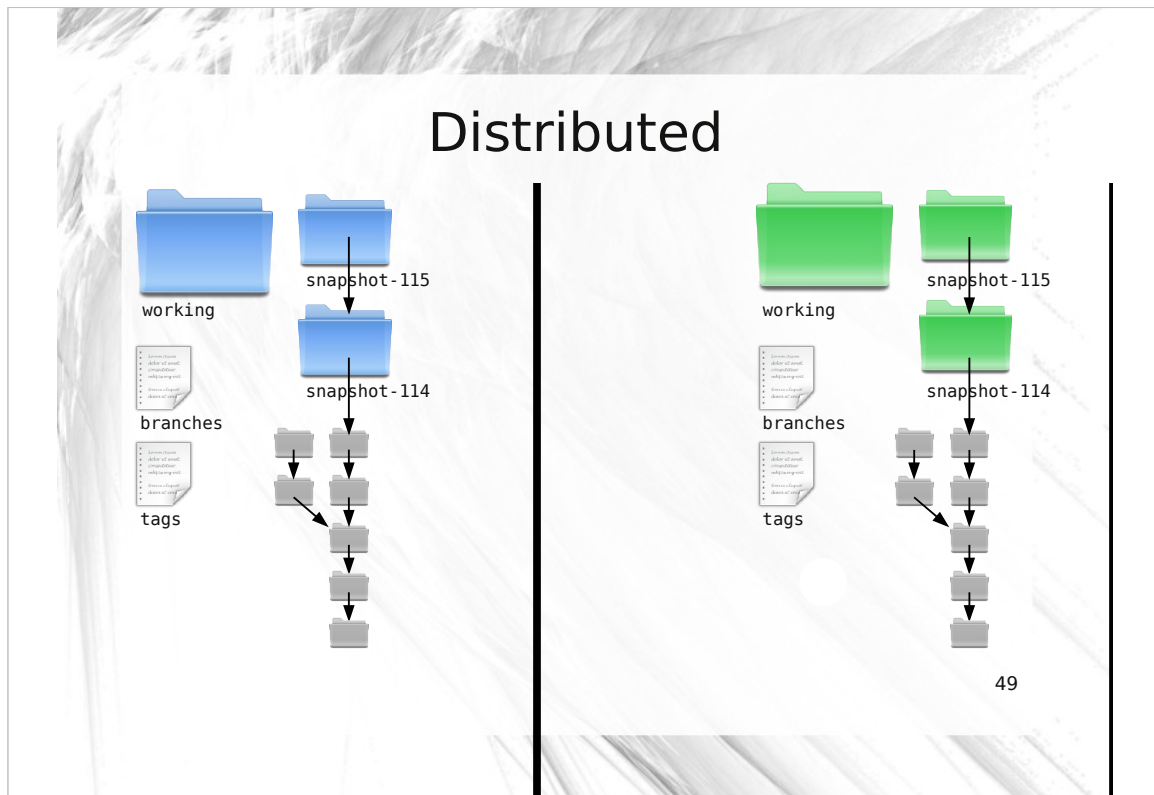 Distributed
snapshot-115
working
snapshot-114
branches
tags
snapshot-115
working
snapshot-114
branches
tags
49